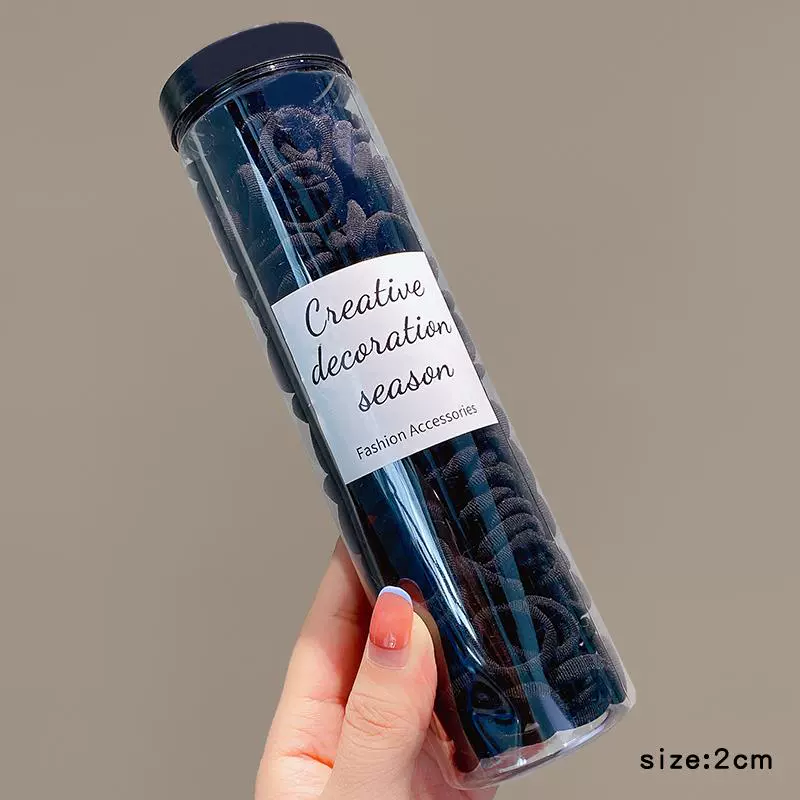 Creative
decoration
season
Fashion Accessories
size:2cm